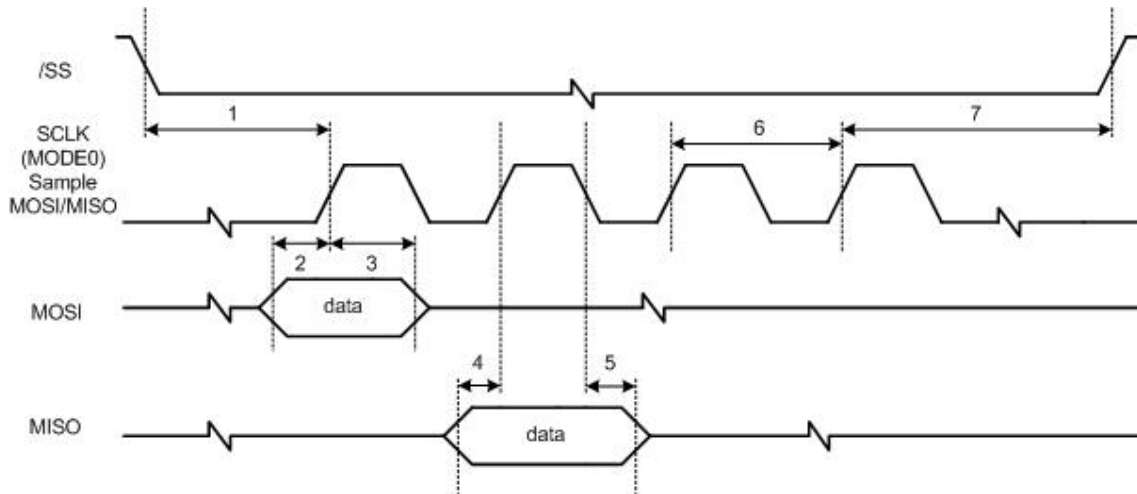 /SS
1
7
SCLK
(MODE0)
Sample
MOSI/MISO
6
2
3
MOSI
data
4
5
MISO
data